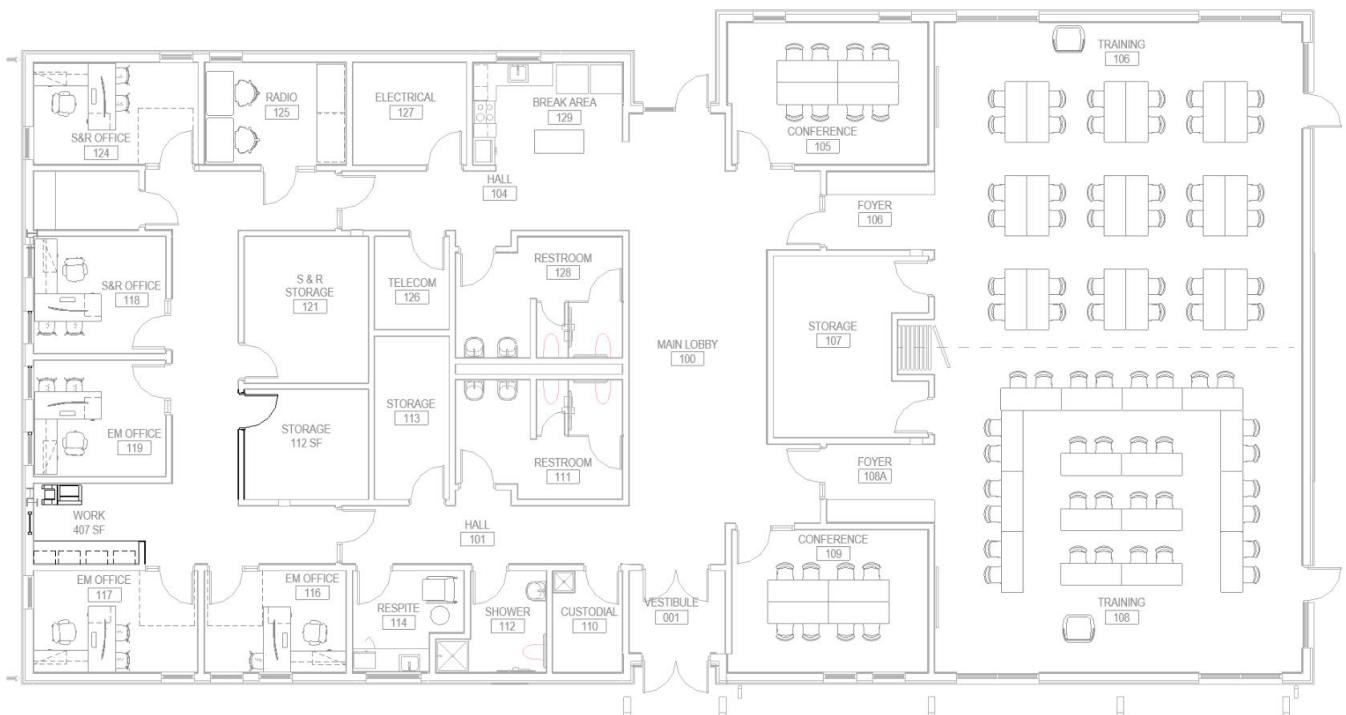 TRAINING
106
S&R OFFICE
124
RADIO
125
ELECTRICAL
127
BREAK AREA
129
CONFERENCE
105
HALL
104
FOYER
106
S&R OFFICE
118
S & R
STORAGE
121
TELECOM
126
RESTROOM
128
STORAGE
107
MAIN LOBBY
100
EM OFFICE
119
STORAGE
112 SF
STORAGE
113
RESTROOM
111
FOYER
108A
WORK
407 SF
HALL
101
CONFERENCE
109
EM OFFICE
117
EM OFFICE
116
RESPITE
114
SHOWER
112
CUSTODIAL
110
VESTIBULE
001
TRAINING
108